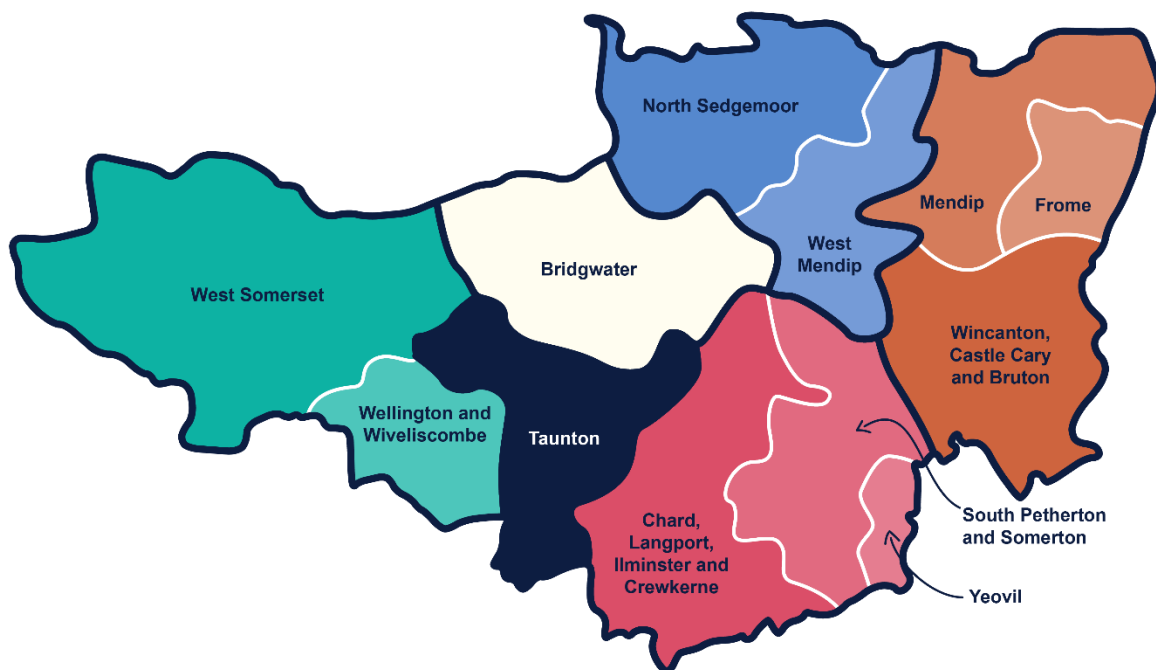 North Sedgemoor
Mendip
Frome
West
Mendip
Bridgwater
West Somerset
Wincanton,
Castle Cary
and Bruton
Wellington and
Wiveliscombe
Taunton
Chard,
Langport,
Ilminster and
Crewkerne
South Petherton
and Somerton
Yeovil